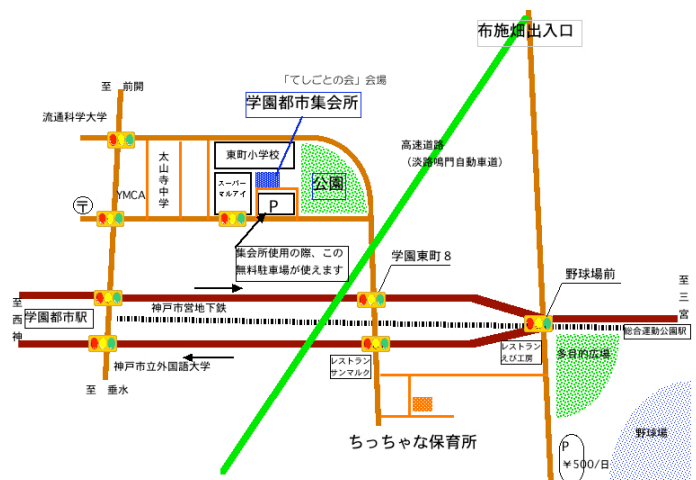 布施畑出入口
至 前開
「てしごとの会」会場
学園都市集会所
流通科学大学
高速道路
（淡路鳴門自動車道）
太山寺中学
東町小学校
スーパー
マルアイ
公園
YMCA
〒
P
集会所使用の際、この
無料駐車場が使えます
学園東町８
野球場前
至三宮
至西神
学園都市駅
神戸市営地下鉄
総合運動公園駅
神戸市立外国語大学
レストラン
サンマルク
レストラン
えび工房
多目的広場
至 垂水
ちっちゃな保育所
野球場
P
￥500/日